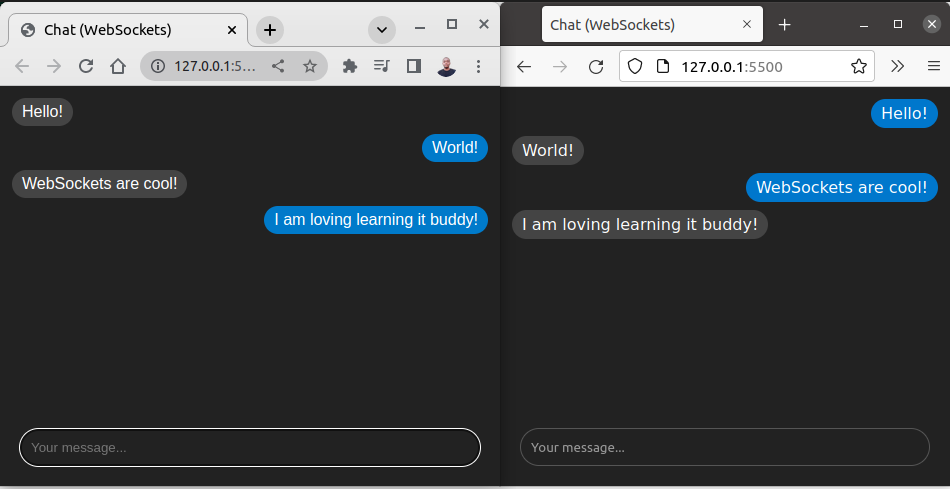 Chat (WebSockets)
127.0.0.1:5…
Hello!
World!
WebSockets are cool!
I am loving learning it buddy!
Your message...
Chat (WebSockets)
127.0.0.1:5500
Hello!
World!
WebSockets are cool!
I am loving learning it buddy!
Your message...